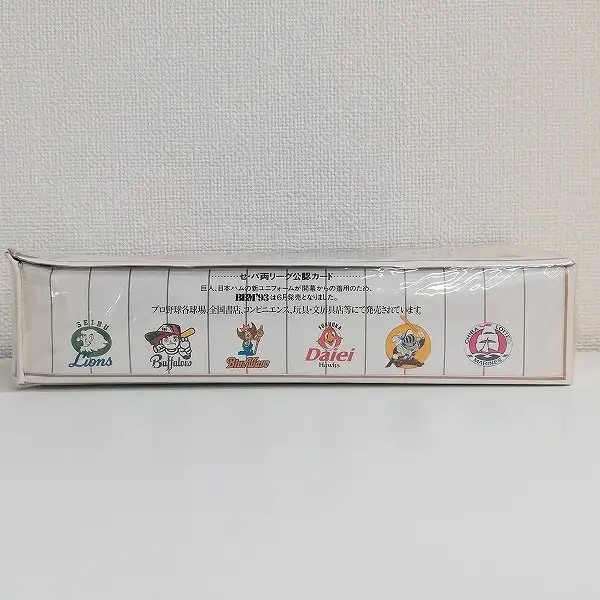 ………セ・パ両リーグ公認カード………
巨人、日本ハムの新ユニフォームが開幕からの着用のため、
BBM'93は6月発売となりました。
プロ野球各球場、全国書店、コンビニエンス、玩具・文房具店等にて発売されています。
SEIBU
Lions
Buffaloes
BlueWave
FUKUOKA
Daiei
Hawks
CHIBA LOTTE
MARINES